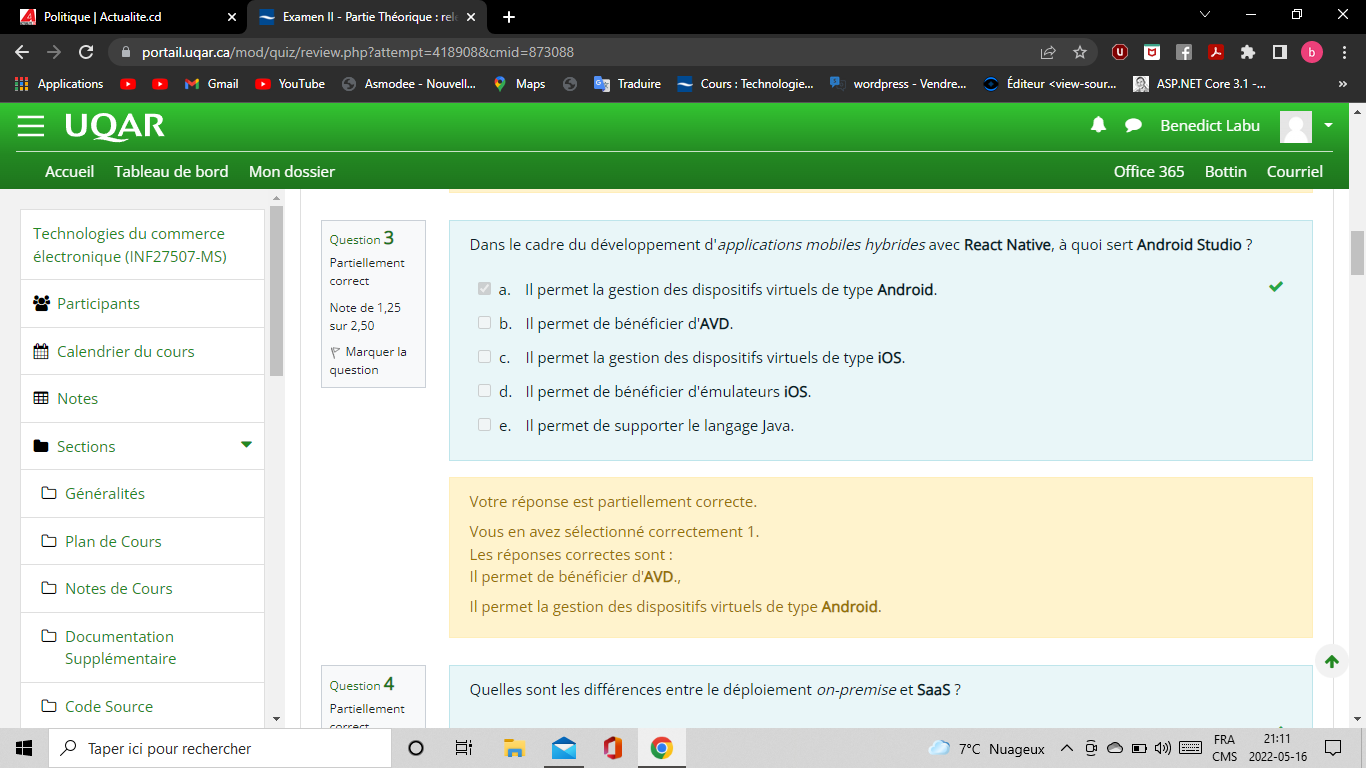 Politique | Actualite.cd
Examen II - Partie Théorique : rel
portail.uqar.ca/mod/quiz/review.php?attempt=418908&cmid=873088
Applications
Gmail
YouTube
Asmodee - Nouvell...
Maps
Traduire
Cours : Technologie...
wordpress - Vendre...
Éditeur <view-sour...
ASP.NET Core 3.1 -...
»
UQAR
Benedict Labu
Accueil Tableau de bord Mon dossier
Office 365 Bottin Courriel
Technologies du commerce
électronique (INF27507-MS)
Participants
Calendrier du cours
Notes
Sections
Généralités
Plan de Cours
Notes de Cours
Documentation
Supplémentaire
Code Source
Question 3
Partiellement
correct
Note de 1,25
sur 2,50
Marquer la
question
Dans le cadre du développement d'applications mobiles hybrides avec React Native, à quoi sert Android Studio ?
a. Il permet la gestion des dispositifs virtuels de type Android.
b. Il permet de bénéficier d'AVD.
c. Il permet la gestion des dispositifs virtuels de type iOS.
d. Il permet de bénéficier d'émulateurs iOS.
e. Il permet de supporter le langage Java.
Votre réponse est partiellement correcte.
Vous en avez sélectionné correctement 1.
Les réponses correctes sont :
Il permet de bénéficier d'AVD.,
Il permet la gestion des dispositifs virtuels de type Android.
Question 4
Partiellement
correct
Quelles sont les différences entre le déploiement on-premise et SaaS ?
Taper ici pour rechercher
7°C Nuageux
FRA
CMS
21:11
2022-05-16